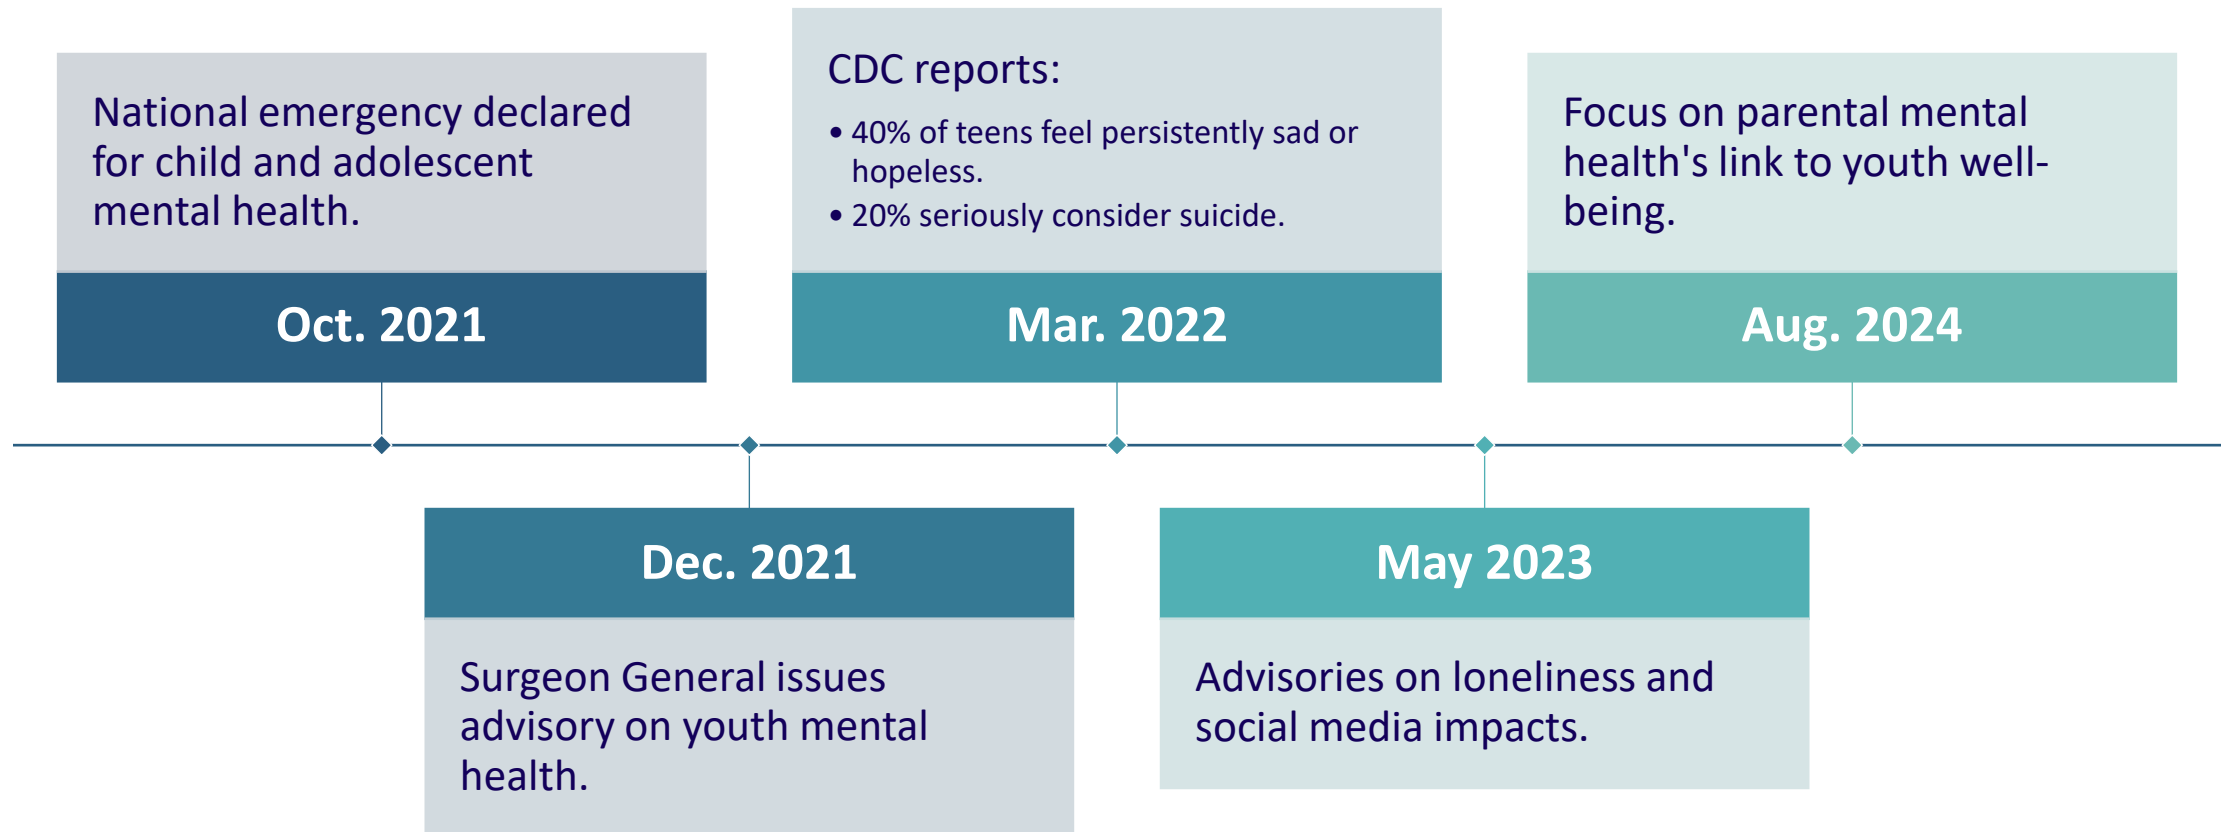 National emergency declared
for child and adolescent
mental health.
Oct. 2021
Dec. 2021
Surgeon General issues
advisory on youth mental
health.
CDC reports:
• 40% of teens feel persistently sad or
hopeless.
• 20% seriously consider suicide.
Mar. 2022
May 2023
Advisories on loneliness and
social media impacts.
Focus on parental mental
health's link to youth well-
being.
Aug. 2024